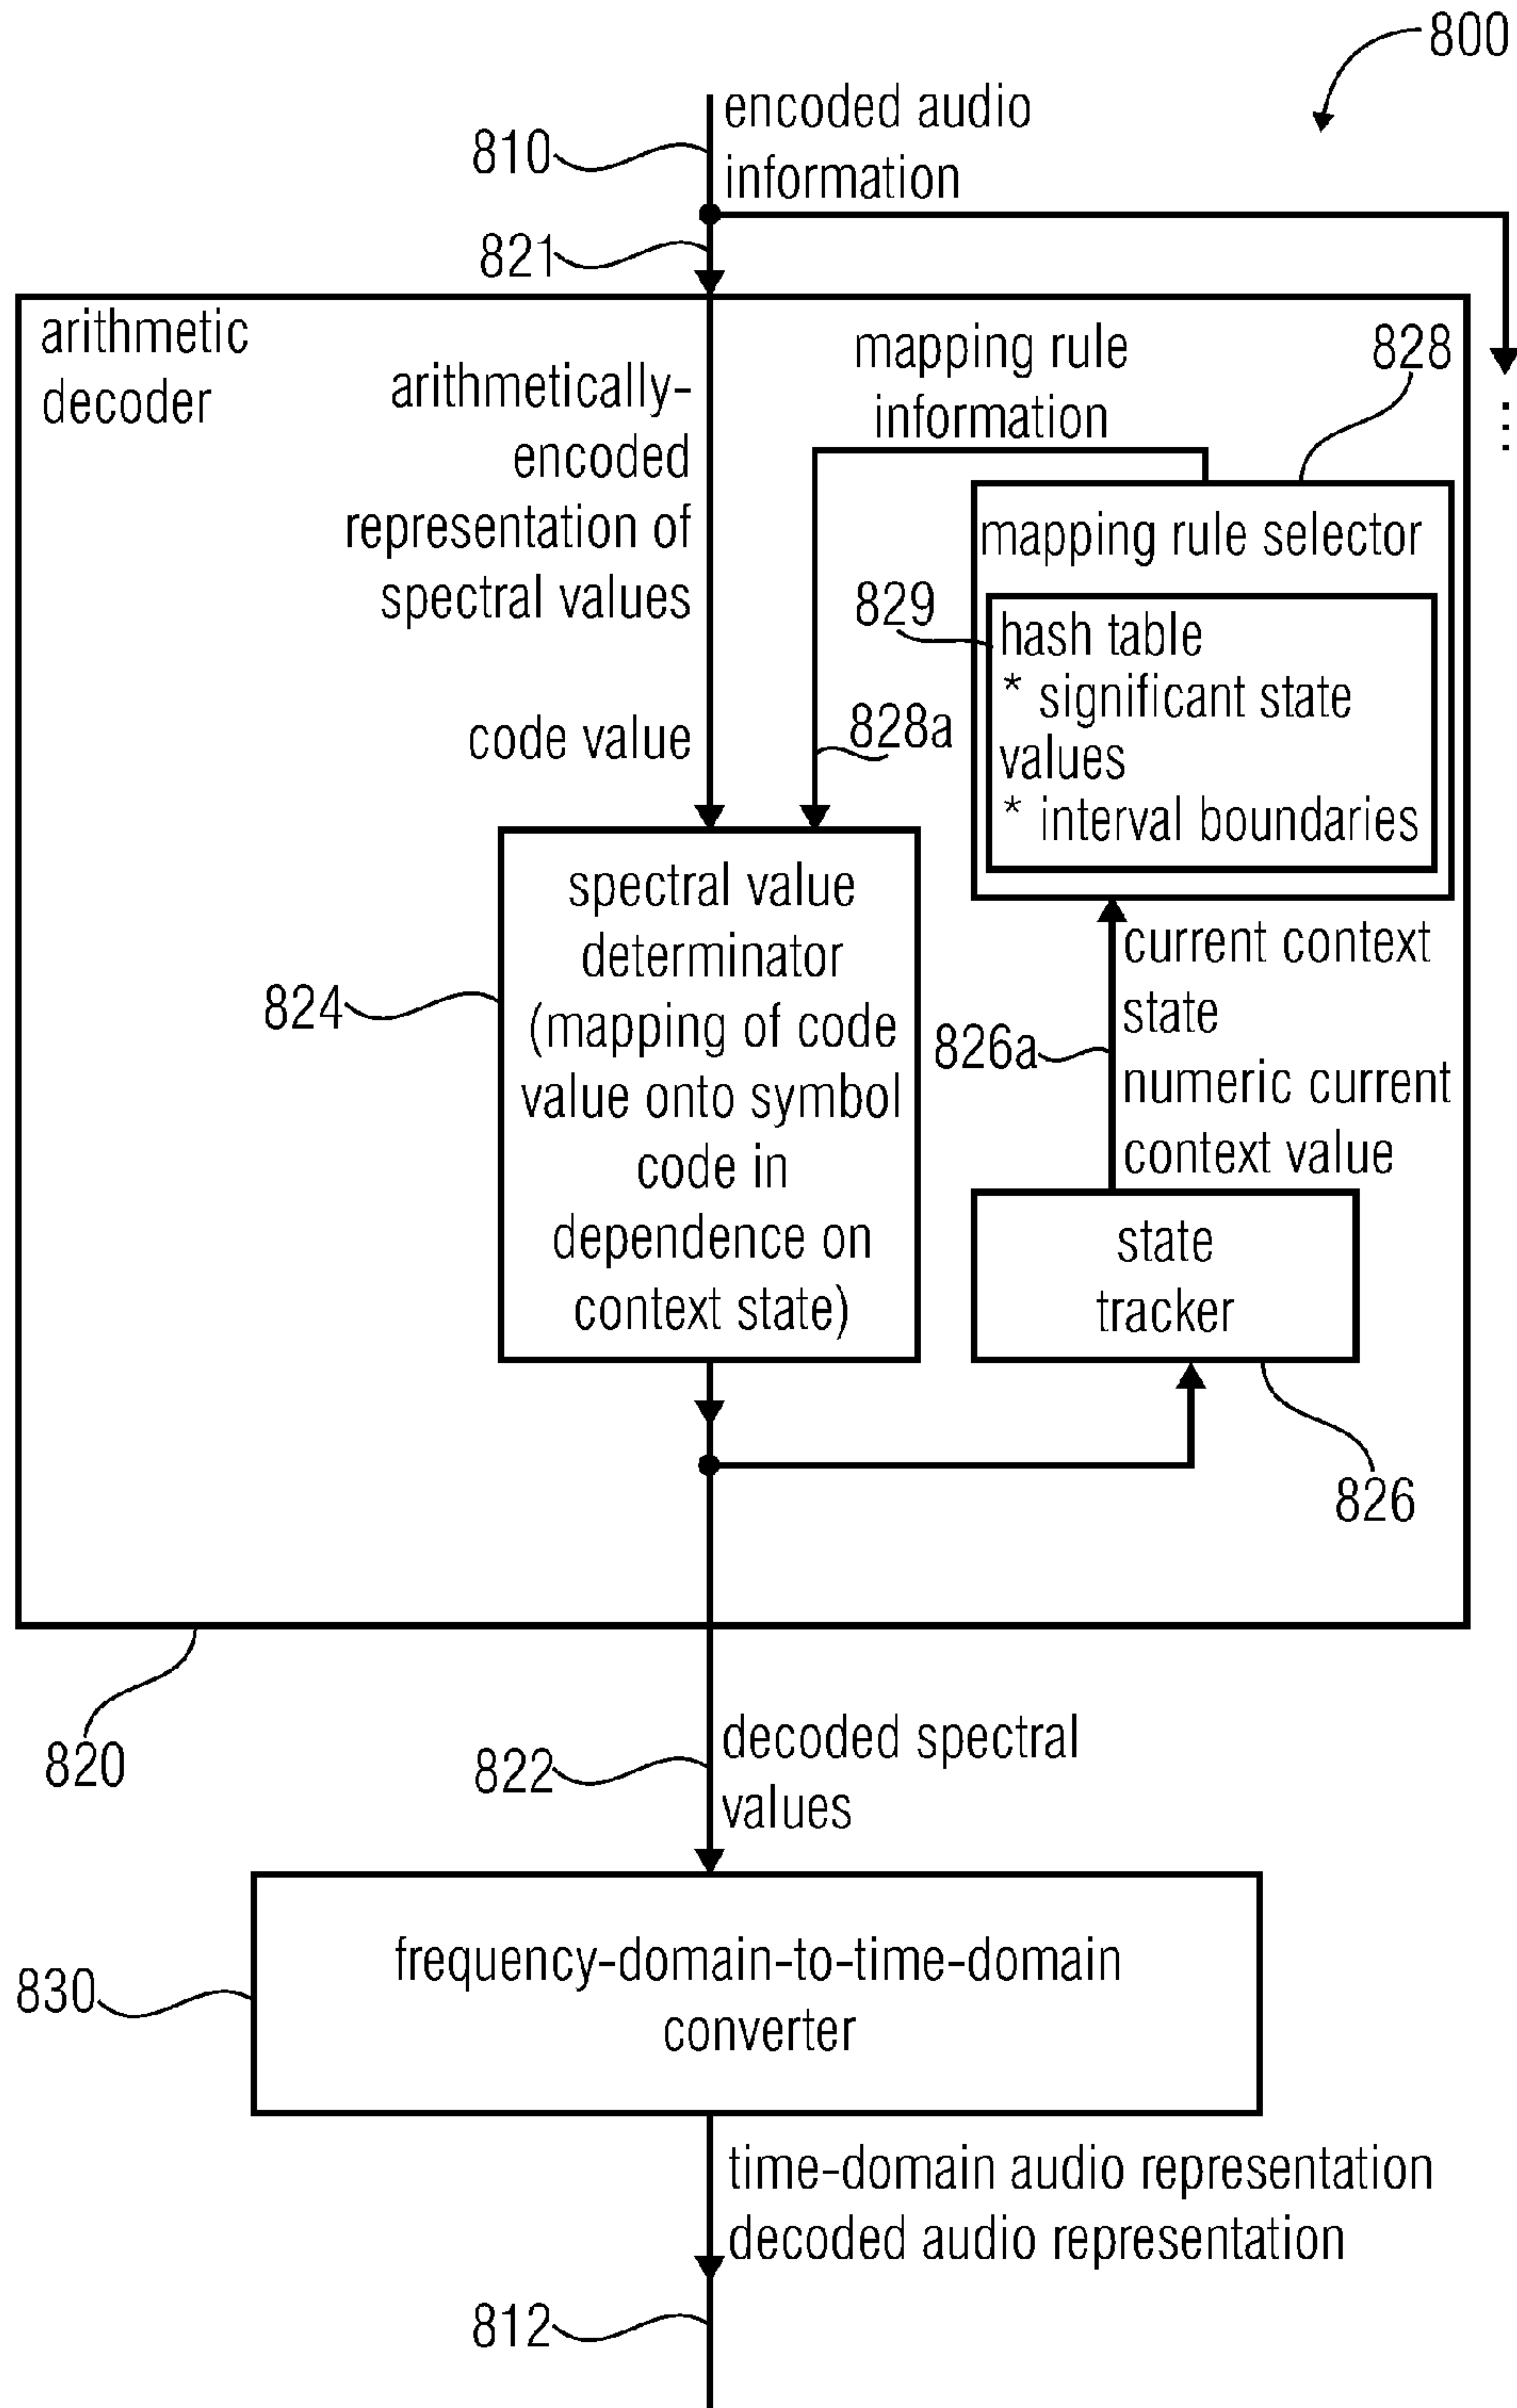 800
encoded audio
information
810
821
arithmetic
decoder
arithmetically-
encoded
representation of
spectral values
code value
mapping rule
information
828
mapping rule selector
829
hash table
* significant state
values
* interval boundaries
828a
spectral value
determinator
(mapping of code
value onto symbol
code in
dependence on
context state)
824
current context
state
numeric current
context value
826a
state
tracker
826
820
822
decoded spectral
values
frequency-domain-to-time-domain
converter
830
time-domain audio representation
decoded audio representation
812